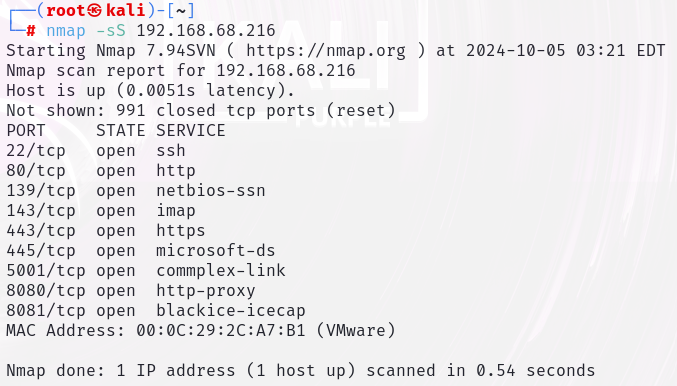 ┌──(root㉿kali)-[~]
└─# nmap -sS 192.168.68.216
Starting Nmap 7.94SVN ( https://nmap.org ) at 2024-10-05 03:21 EDT
Nmap scan report for 192.168.68.216
Host is up (0.0051s latency).
Not shown: 991 closed tcp ports (reset)
PORT     STATE SERVICE
22/tcp   open  ssh
80/tcp   open  http
139/tcp  open  netbios-ssn
143/tcp  open  imap
443/tcp  open  https
445/tcp  open  microsoft-ds
5001/tcp open  commplex-link
8080/tcp open  http-proxy
8081/tcp open  blackice-icecap
MAC Address: 00:0C:29:2C:A7:B1 (VMware)

Nmap done: 1 IP address (1 host up) scanned in 0.54 seconds
KALI
PURPLE